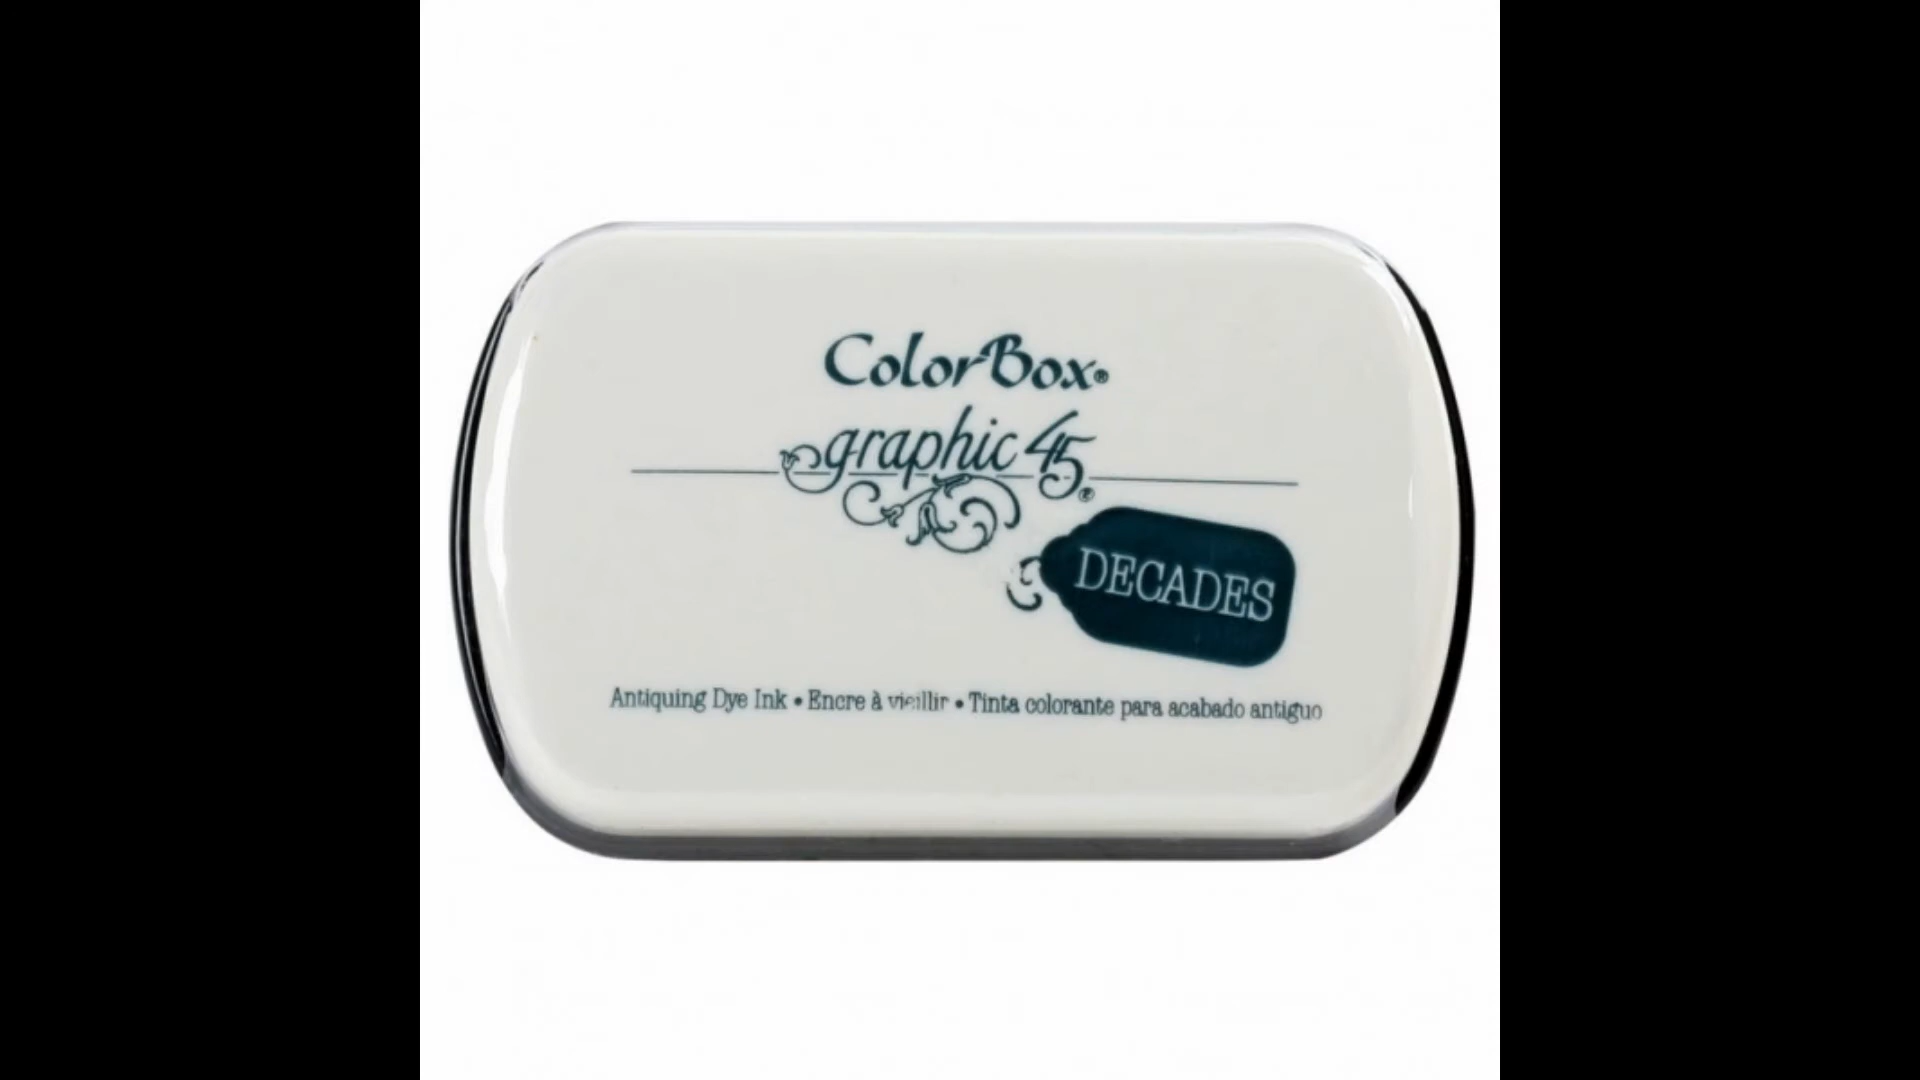 ColorBox®
graphic 45®
DECADES
Antiquing Dye Ink • Encre à vieillir • Tinta colorante para acabado antiguo